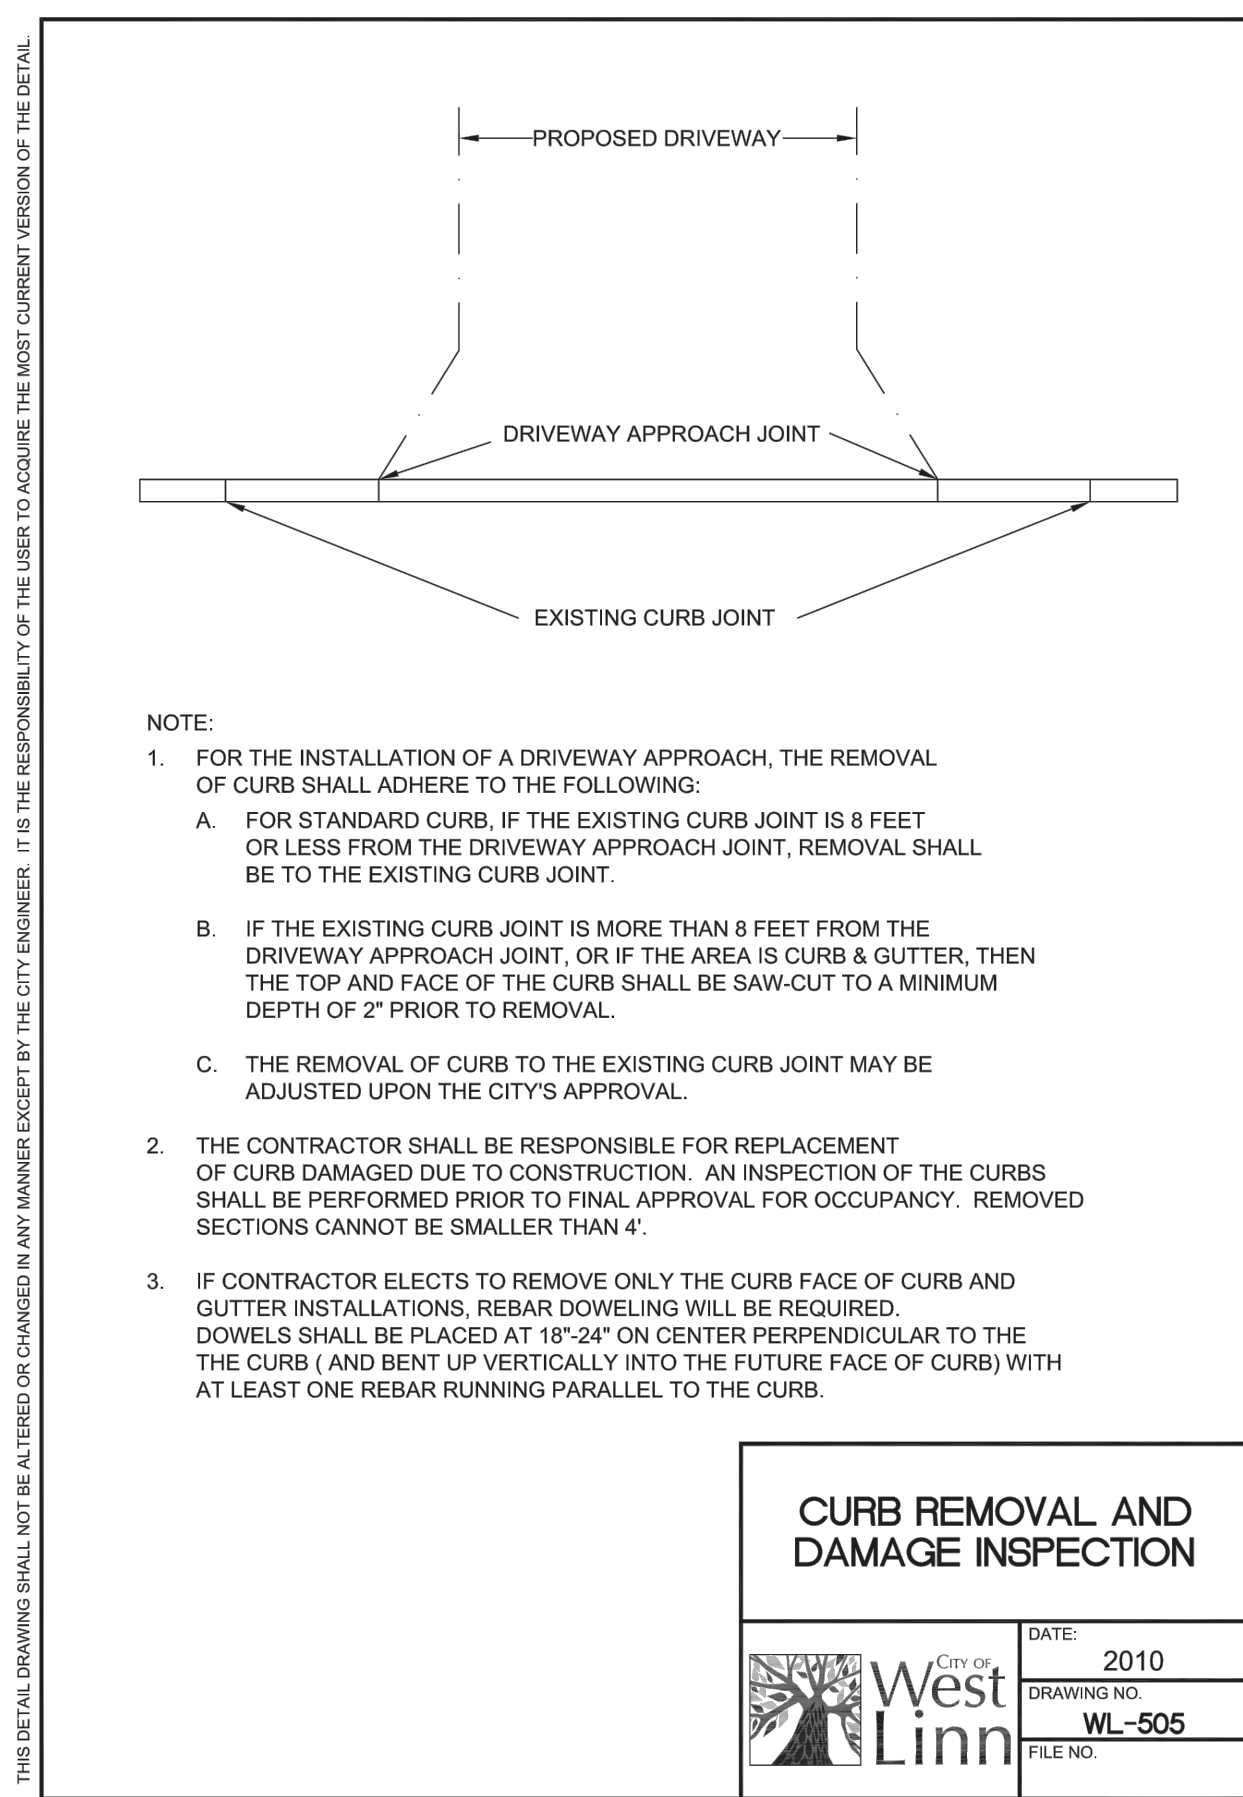 THIS DETAIL DRAWING SHALL NOT BE ALTERED OR CHANGED IN ANY MANNER EXCEPT BY THE CITY ENGINEER. IT IS THE RESPONSIBILITY OF THE USER TO ACQUIRE THE MOST CURRENT VERSION OF THE DETAIL.
PROPOSED DRIVEWAY
DRIVEWAY APPROACH JOINT
EXISTING CURB JOINT
NOTE:
1. FOR THE INSTALLATION OF A DRIVEWAY APPROACH, THE REMOVAL
OF CURB SHALL ADHERE TO THE FOLLOWING:
A. FOR STANDARD CURB, IF THE EXISTING CURB JOINT IS 8 FEET
OR LESS FROM THE DRIVEWAY APPROACH JOINT, REMOVAL SHALL
BE TO THE EXISTING CURB JOINT.
B. IF THE EXISTING CURB JOINT IS MORE THAN 8 FEET FROM THE
DRIVEWAY APPROACH JOINT, OR IF THE AREA IS CURB & GUTTER, THEN
THE TOP AND FACE OF THE CURB SHALL BE SAW-CUT TO A MINIMUM
DEPTH OF 2" PRIOR TO REMOVAL.
C. THE REMOVAL OF CURB TO THE EXISTING CURB JOINT MAY BE
ADJUSTED UPON THE CITY'S APPROVAL.
2. THE CONTRACTOR SHALL BE RESPONSIBLE FOR REPLACEMENT
OF CURB DAMAGED DUE TO CONSTRUCTION. AN INSPECTION OF THE CURBS
SHALL BE PERFORMED PRIOR TO FINAL APPROVAL FOR OCCUPANCY. REMOVED
SECTIONS CANNOT BE SMALLER THAN 4'.
3. IF CONTRACTOR ELECTS TO REMOVE ONLY THE CURB FACE OF CURB AND
GUTTER INSTALLATIONS, REBAR DOWELING WILL BE REQUIRED.
DOWELS SHALL BE PLACED AT 18"-24" ON CENTER PERPENDICULAR TO THE
THE CURB ( AND BENT UP VERTICALLY INTO THE FUTURE FACE OF CURB) WITH
AT LEAST ONE REBAR RUNNING PARALLEL TO THE CURB.
CURB REMOVAL AND
DAMAGE INSPECTION
CITY OF
West
Linn
DATE:
2010
DRAWING NO.
WL-505
FILE NO.